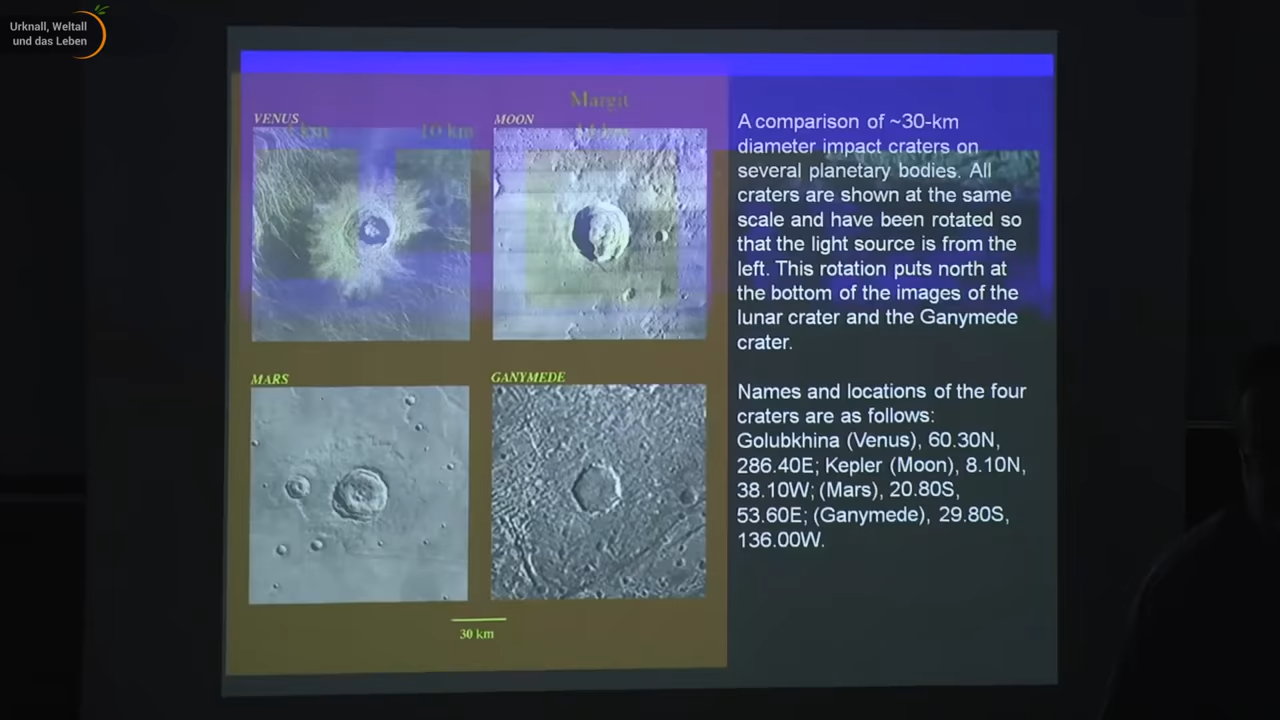 Urknall, Weltall
und das Leben
Margit
10 km
VENUS
MOON
MARS
GANYMEDE
30 km
A comparison of ~30-km
diameter impact craters on
several planetary bodies. All
craters are shown at the same
scale and have been rotated so
that the light source is from the
left. This rotation puts north at
the bottom of the images of the
lunar crater and the Ganymede
crater.
Names and locations of the four
craters are as follows:
Golubkhina (Venus), 60.30N,
286.40E; Kepler (Moon), 8.10N,
38.10W; (Mars), 20.80S,
53.60E; (Ganymede), 29.80S,
136.00W.